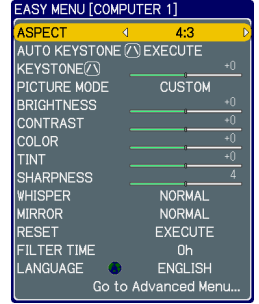 EASY MENU [COMPUTER 1]
ASPECT 4:3
AUTO KEYSTONE EXECUTE
KEYSTONE +0
PICTURE MODE CUSTOM
BRIGHTNESS +0
CONTRAST +0
COLOR +0
TINT +0
SHARPNESS 4
WHISPER NORMAL
MIRROR NORMAL
RESET EXECUTE
FILTER TIME 0h
LANGUAGE ENGLISH
Go to Advanced Menu...